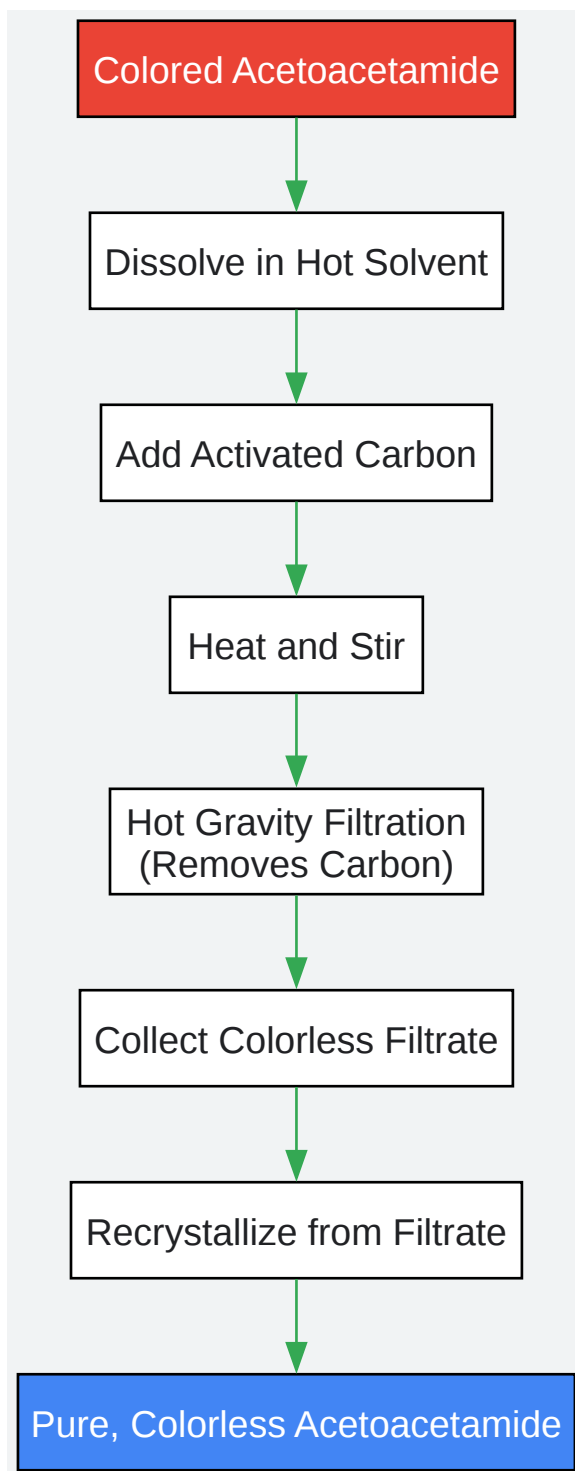 Colored Acetoacetamide
Dissolve in Hot Solvent
Add Activated Carbon
Heat and Stir
Hot Gravity Filtration
(Removes Carbon)
Collect Colorless Filtrate
Recrystallize from Filtrate
Pure, Colorless Acetoacetamide